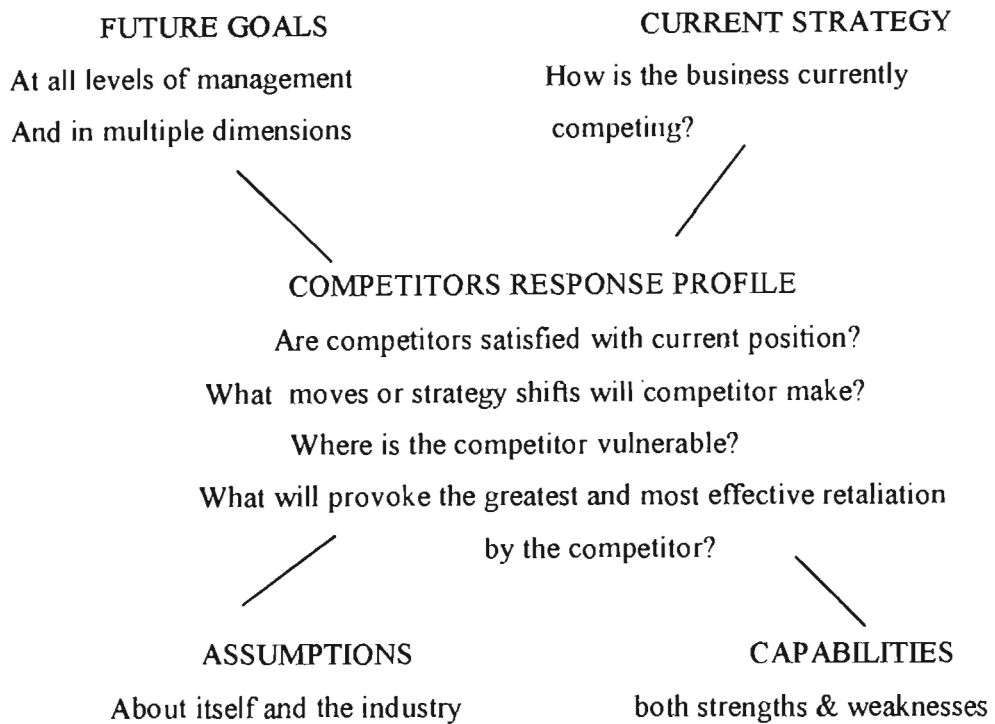 FUTURE GOALS
At all levels of management
And in multiple dimensions
CURRENT STRATEGY
How is the business currently
competing?
COMPETITORS RESPONSE PROFILE
Are competitors satisfied with current position?
What moves or strategy shifts will competitor make?
Where is the competitor vulnerable?
What will provoke the greatest and most effective retaliation
by the competitor?
ASSUMPTIONS
About itself and the industry
CAPABILITIES
both strengths & weaknesses